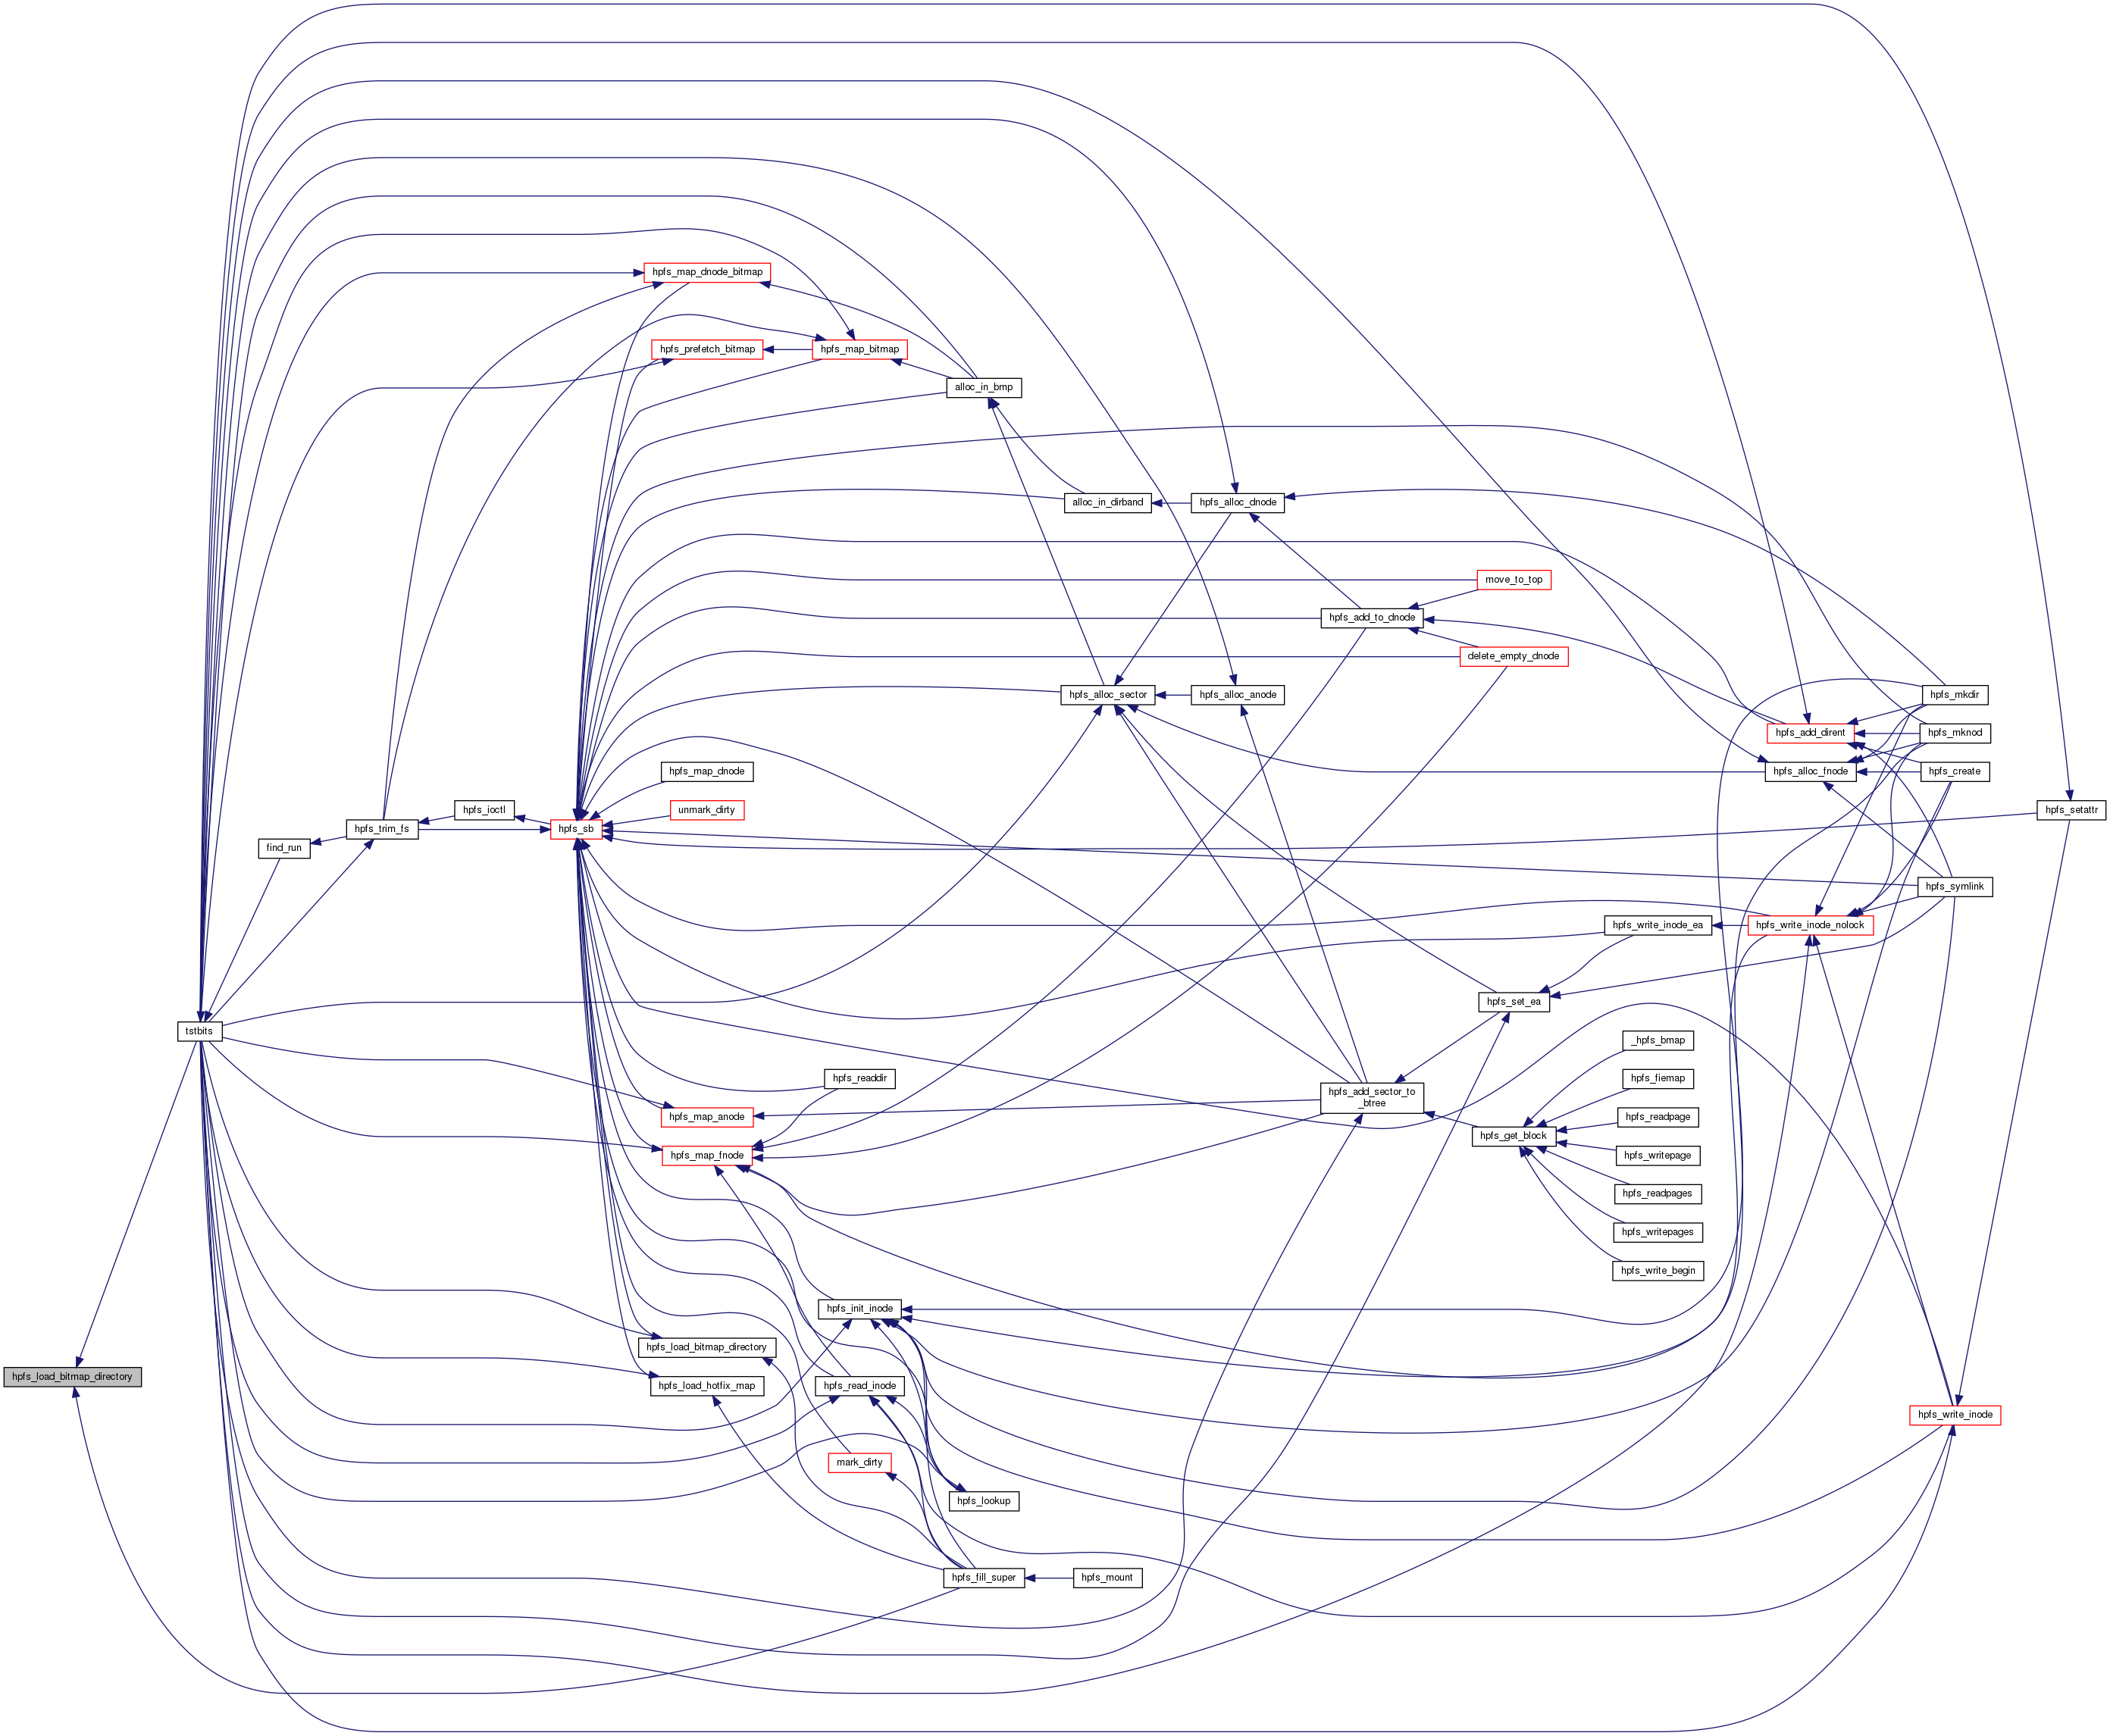 hpfs_map_dnode_bitmap
hpfs_prefetch_bitmap
hpfs_map_bitmap
alloc_in_bmp
alloc_in_dirband
hpfs_alloc_dnode
move_to_top
hpfs_add_to_dnode
delete_empty_dnode
hpfs_alloc_sector
hpfs_alloc_anode
hpfs_mkdir
hpfs_add_dirent
hpfs_mknod
hpfs_map_dnode
hpfs_alloc_fnode
hpfs_create
hpfs_ioctl
unmark_dirty
hpfs_setattr
hpfs_trim_fs
hpfs_sb
find_run
hpfs_symlink
hpfs_write_inode_ea
hpfs_write_inode_nolock
hpfs_set_ea
tstbits
_hpfs_bmap
hpfs_readdir
hpfs_fiemap
hpfs_add_sector_to
_btree
hpfs_map_anode
hpfs_readpage
hpfs_get_block
hpfs_map_fnode
hpfs_writepage
hpfs_readpages
hpfs_writepages
hpfs_write_begin
hpfs_init_inode
hpfs_load_bitmap_directory
hpfs_load_bitmap_directory
hpfs_load_hotfix_map
hpfs_read_inode
hpfs_write_inode
mark_dirty
hpfs_lookup
hpfs_fill_super
hpfs_mount